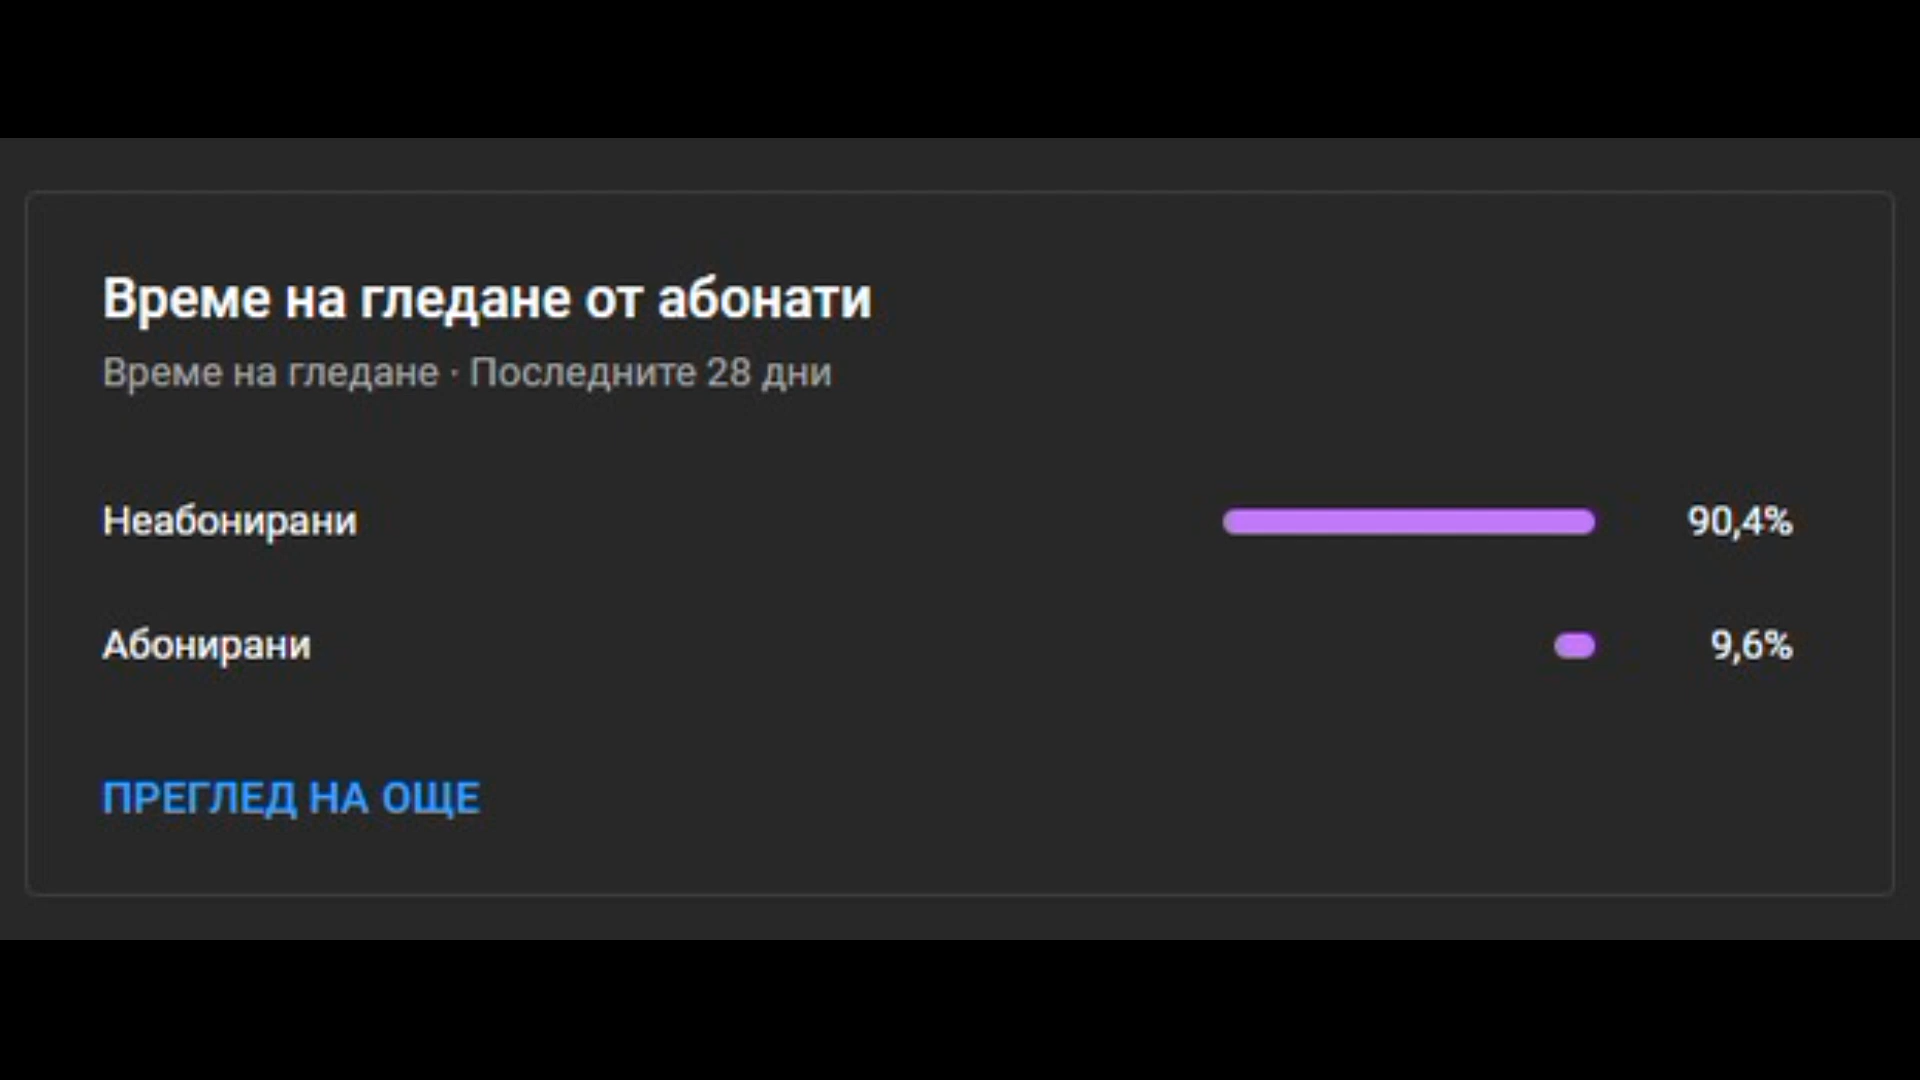 Време на гледане от абонати
Време на гледане · Последните 28 дни
Неабонирани 90,4%
Абонирани 9,6%
ПРЕГЛЕД НА ОЩЕ